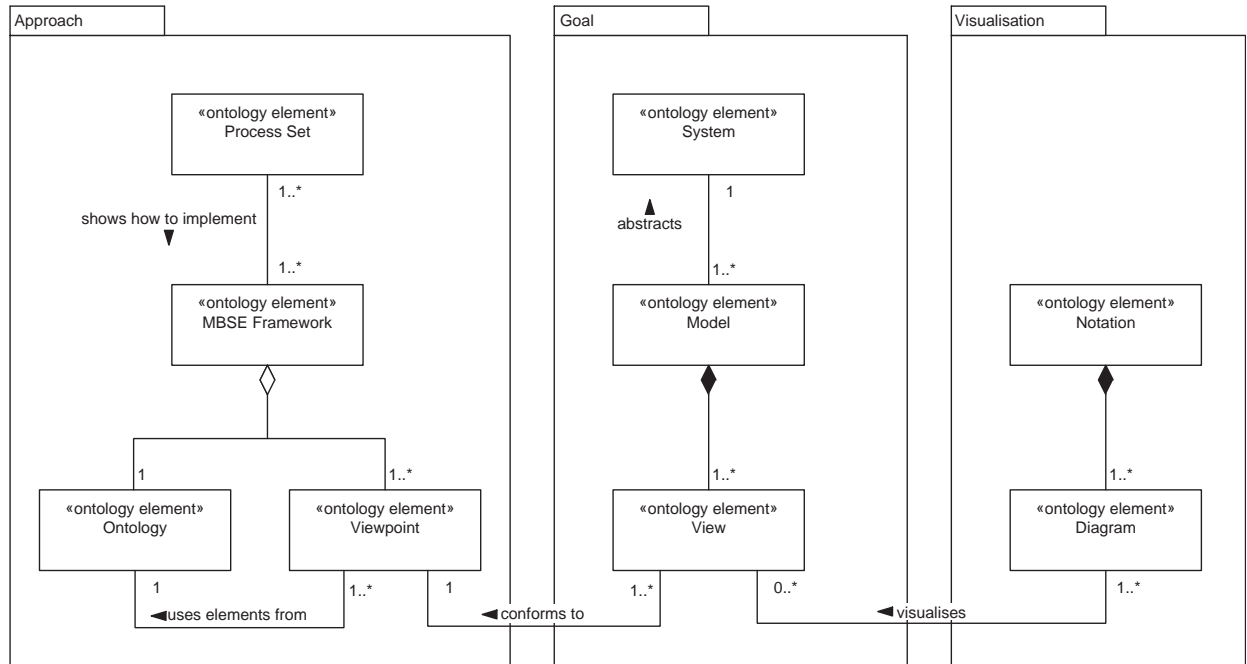 Approach
«ontology element»
Process Set
1..*
shows how to implement
1..*
«ontology element»
MBSE Framework
1
1..*
«ontology element»
Ontology
«ontology element»
Viewpoint
1
1..*
uses elements from
1
conforms to
Goal
«ontology element»
System
1
abstracts
1..*
«ontology element»
Model
1..*
«ontology element»
View
1..*
0..*
visualises
Visualisation
«ontology element»
Notation
1..*
«ontology element»
Diagram
1..*